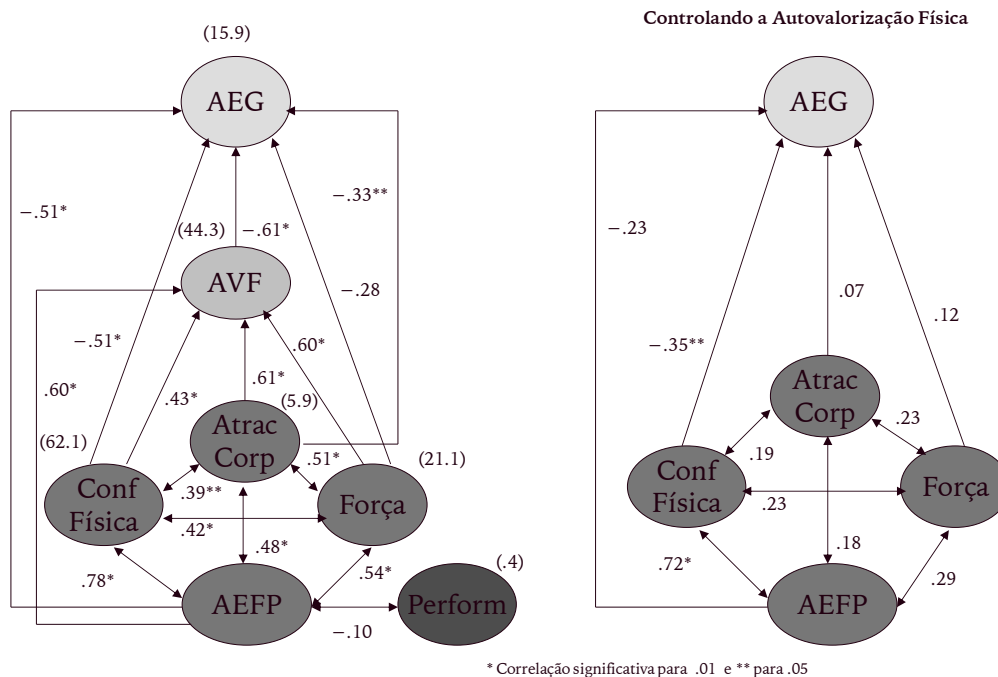 Controlando a Autovalorização Física
(15.9)
AEG
−.51*
−.33**
(44.3)
−.61*
AVF
−.28
−.51*
.60*
.60*
.43*
.61*
(5.9)
Atrac
Corp
(62.1)
.51*
(21.1)
Conf
Física
.39**
Força
.42*
.48*
.78*
.54*
(.4)
AEFP
Perform
−.10
AEG
−.23
.07
.12
−.35**
Atrac
Corp
.23
.19
Conf
Física
Força
.23
.18
.72*
.29
AEFP
* Correlação significativa para .01 e ** para .05